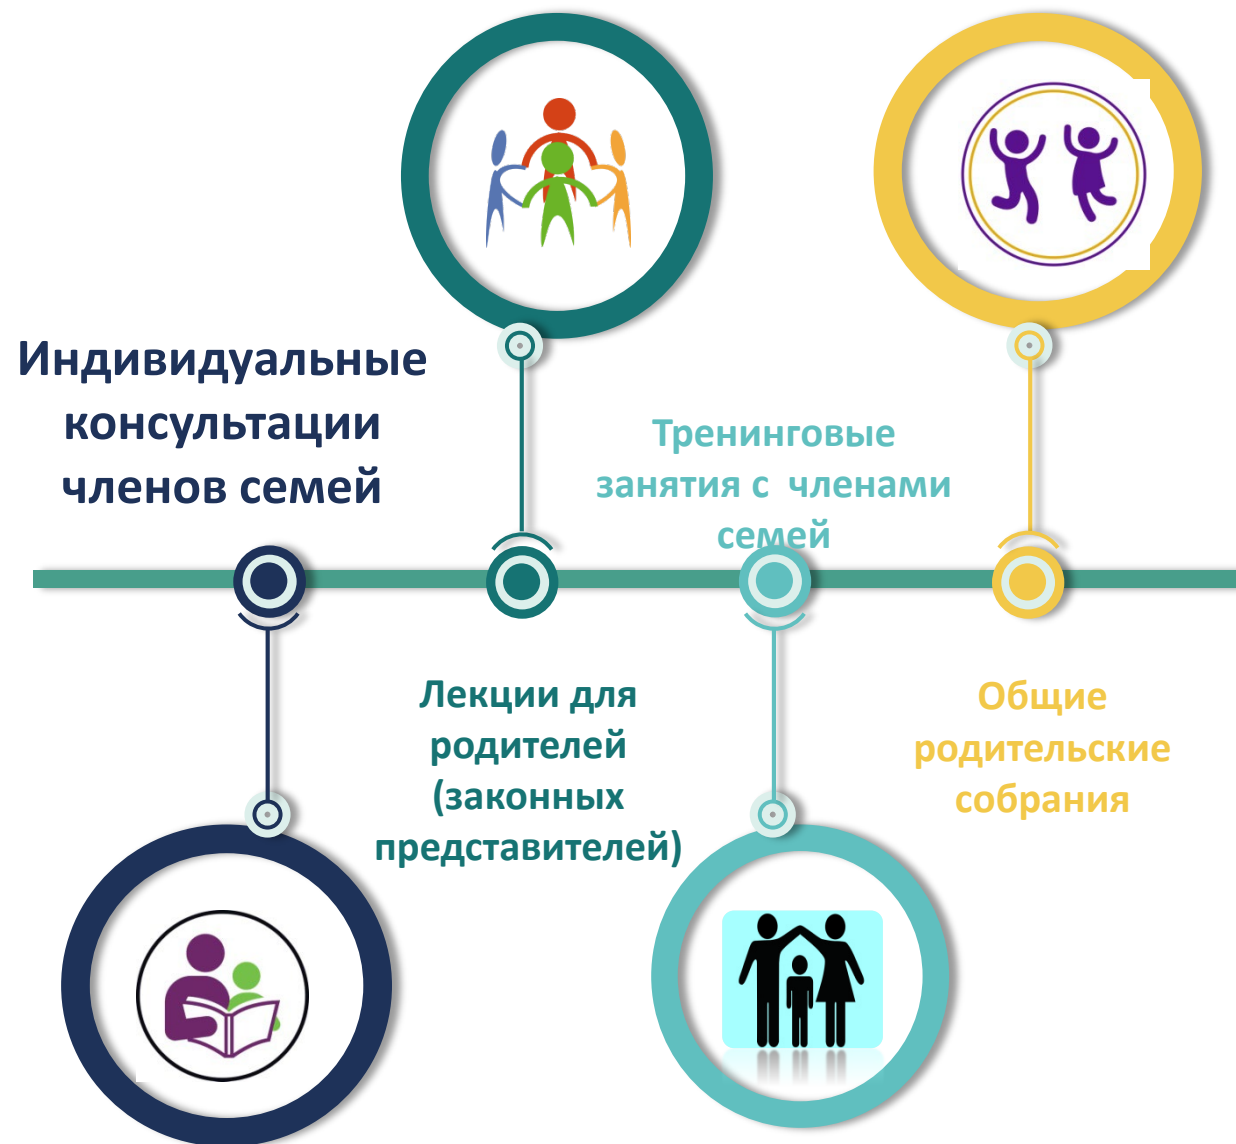 Индивидуальные
консультации
членов семей
Тренинговые
занятия с  членами
семей
Лекции для
родителей
(законных
представителей)
Общие
родительские
собрания